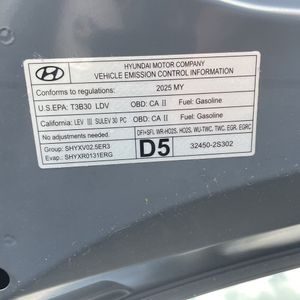 HYUNDAI MOTOR COMPANY
VEHICLE EMISSION CONTROL INFORMATION
Conforms to regulations: 2025 MY
U.S.EPA: T3B30 LDV OBD: CA II Fuel: Gasoline
California: LEV III SULEV 30 PC OBD: CA II Fuel: Gasoline
No adjustments needed. DFI+SFI, WR-HO2S, HO2S, WU-TWC, TWC, EGR, EGRC
Group: SHYXV02.5ER3
Evap.: SHYXR0131ERG
D5 32450-2S302